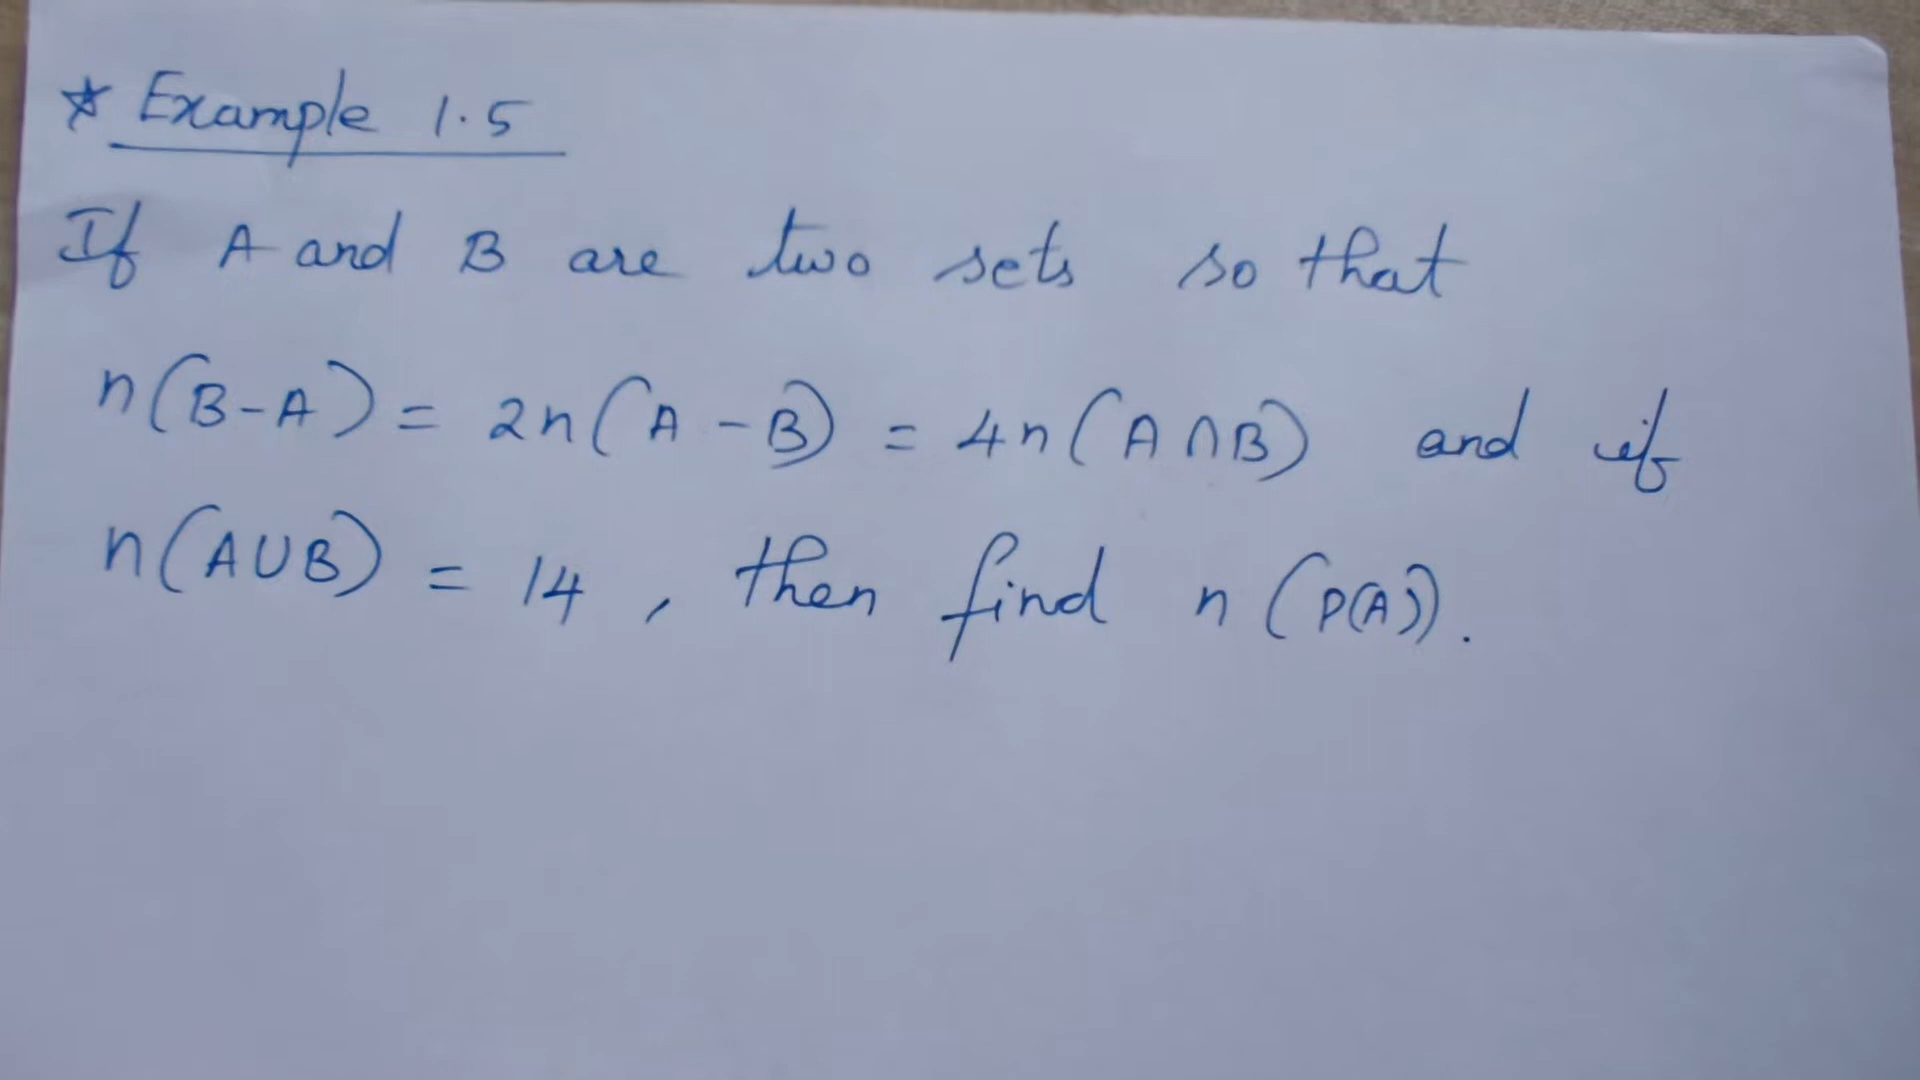 * Example 1.5
If A and B are two sets so that
n(B-A) = 2n(A-B) = 4n(A∩B) and if
n(A∪B) = 14, then find n(P(A)).